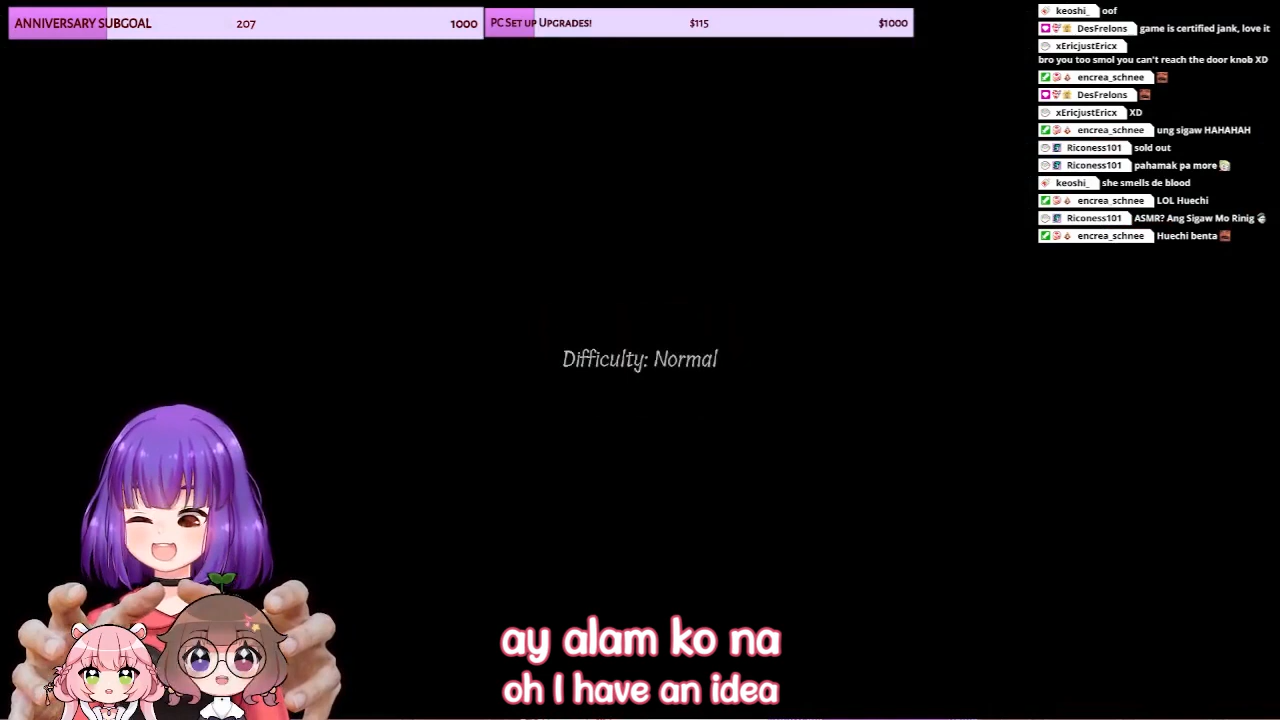 ANNIVERSARY SUBGOAL 207 1000
PC SET UP UPGRADES! $115 $1000
keoshi_ oof
DesFrelons game is certified jank, love it
xEricjustEricx
bro you too smol you can't reach the door knob XD
encrea_schnee
DesFrelons
xEricjustEricx XD
encrea_schnee ung sigaw HAHAHAH
Riconess101 sold out
Riconess101 pahamak pa more
keoshi_ she smells de blood
encrea_schnee LOL Huechi
Riconess101 ASMR? Ang Sigaw Mo Rinig
encrea_schnee Huechi benta
Difficulty: Normal
ay alam ko na
oh I have an idea